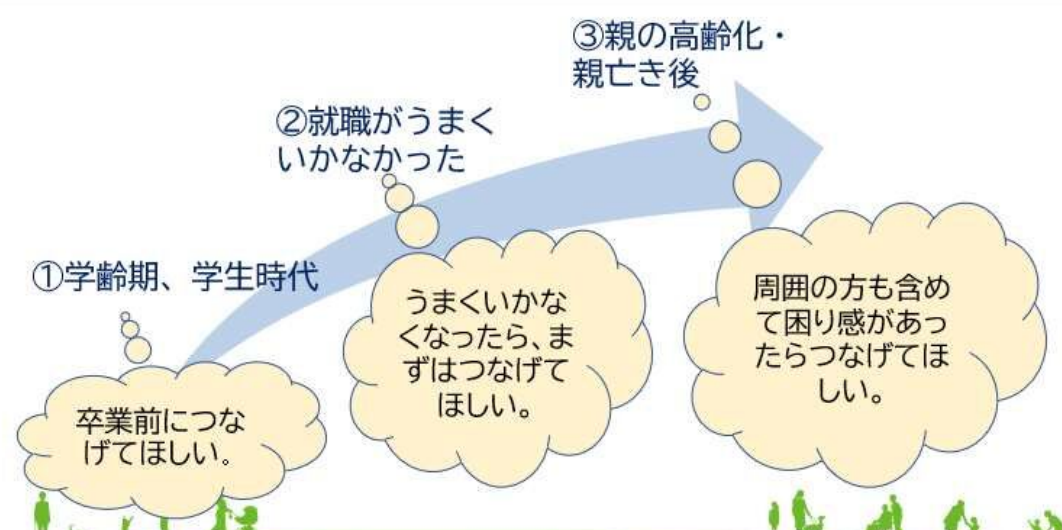 ③親の高齢化・
親亡き後
②就職がうまく
いかなかった
①学齢期、学生時代
卒業前につな
げてほしい。
うまくいかな
くなったら、ま
ずはつなげて
ほしい。
周囲の方も含め
て困り感があっ
たらつなげてほ
しい。